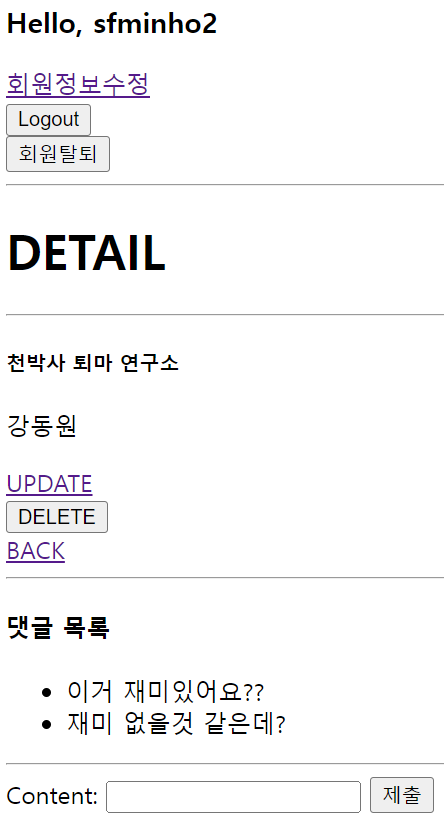 Hello, sfminho2
회원정보수정
Logout
회원탈퇴
DETAIL
천박사 퇴마 연구소
강동원
UPDATE
DELETE
BACK
댓글 목록
이거 재미있어요??
재미 없을것 같은데?
Content: 제출